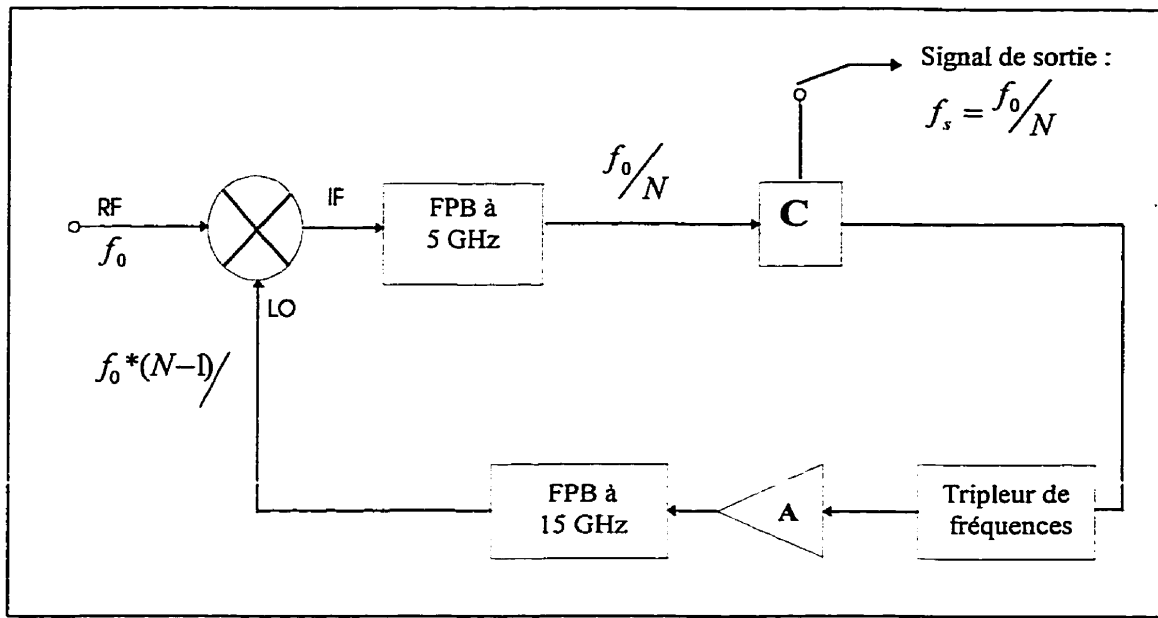 Signal de sortie :
f_s = f_0/N
f_0/N
RF
f_0
IF
FPB à
5 GHz
C
LO
f_0*(N-1)/
FPB à
15 GHz
A
Tripleur de
fréquences